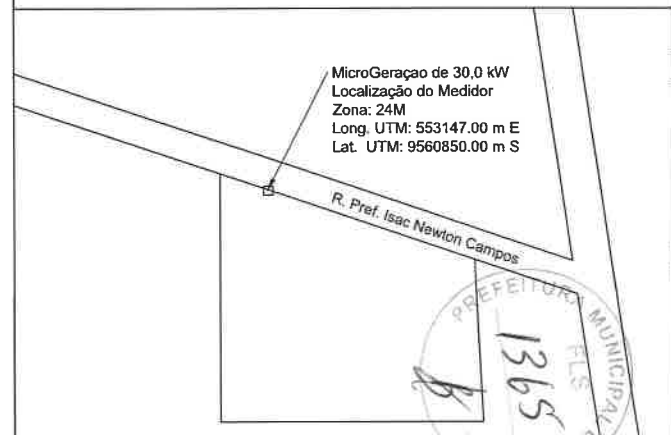 MicroGeraçao de 30,0 kW
Localização do Medidor
Zona: 24M
Long. UTM: 553147.00 m E
Lat. UTM: 9560850.00 m S
R. Pref. Isac Newton Campos
PREFEITURA MUNICIPAL
FLS
1365